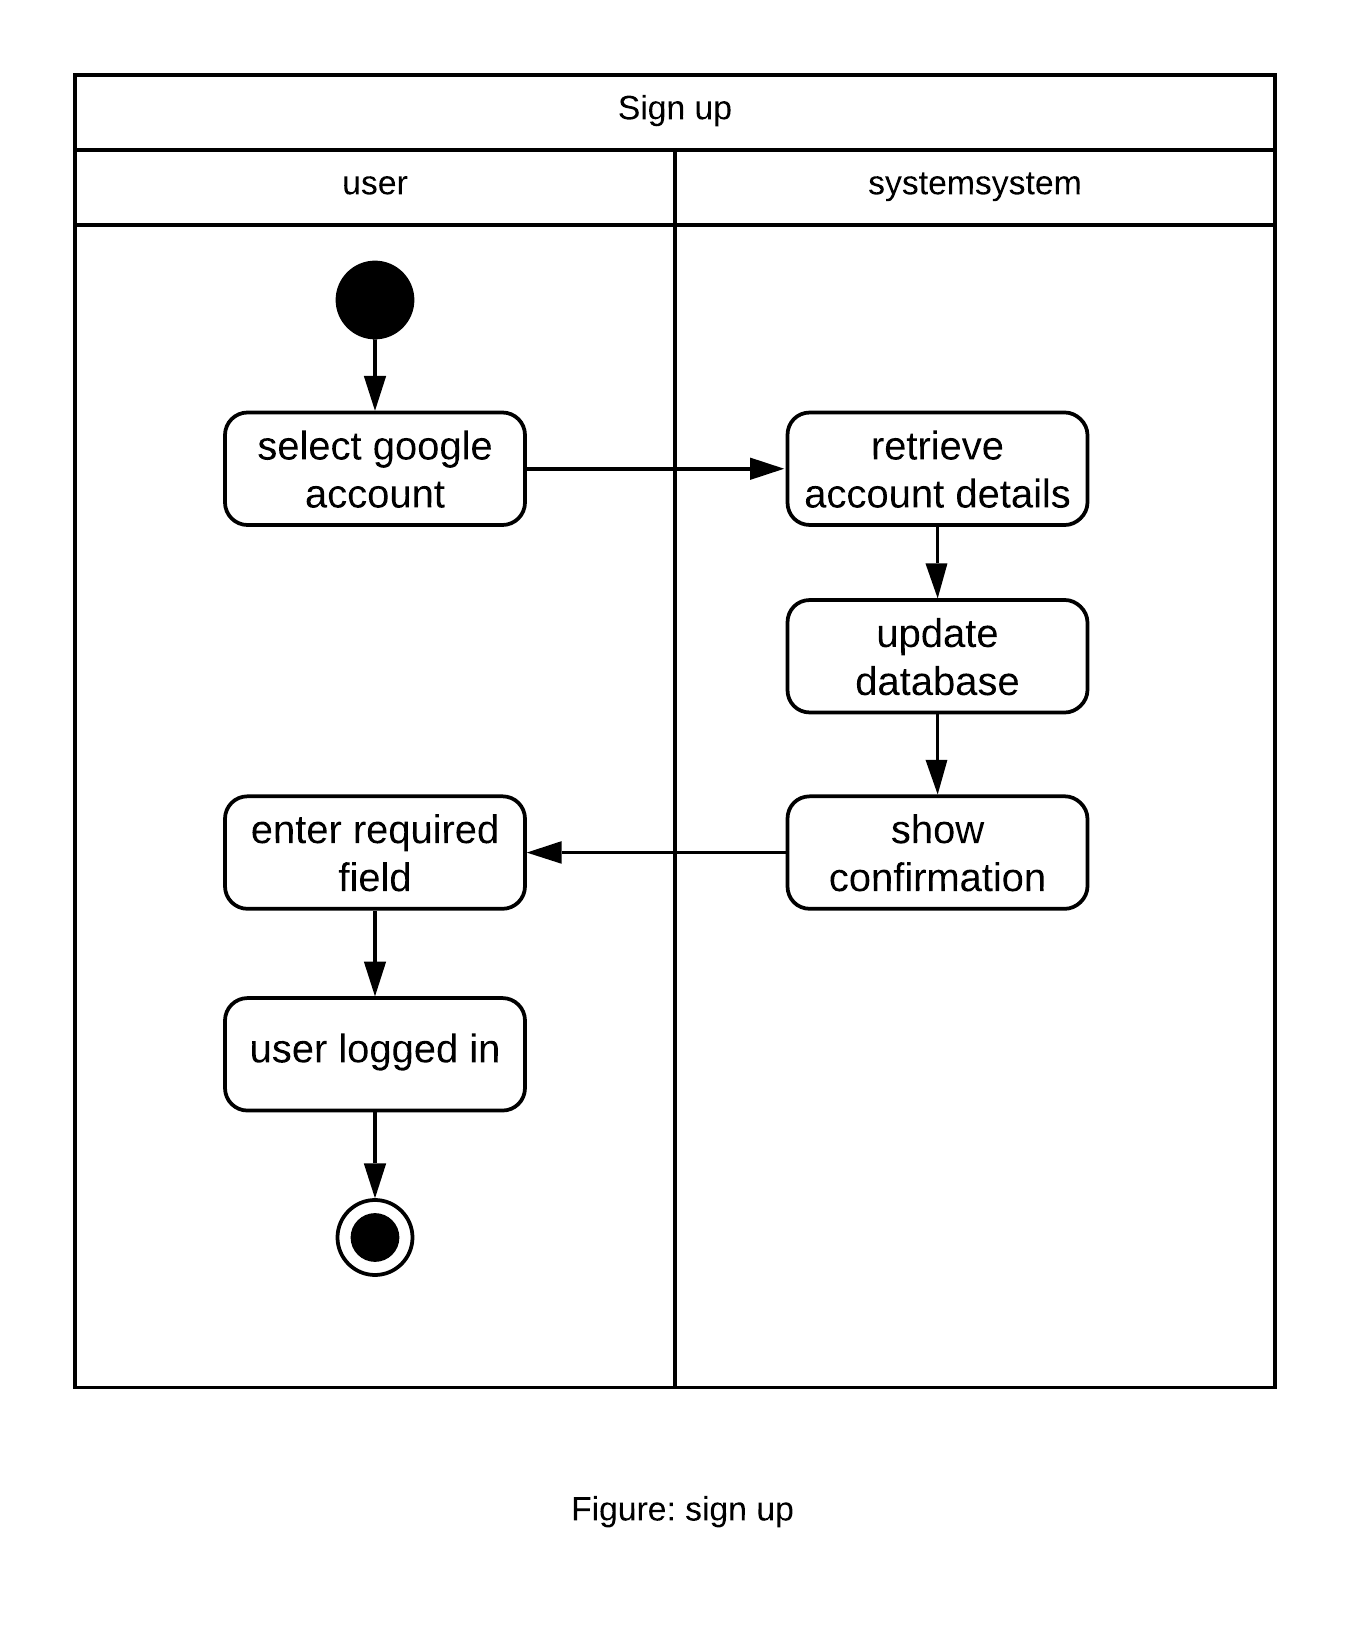 Sign up
user
systemsystem
select google
account
retrieve
account details
update
database
show
confirmation
enter required
field
user logged in
Figure: sign up